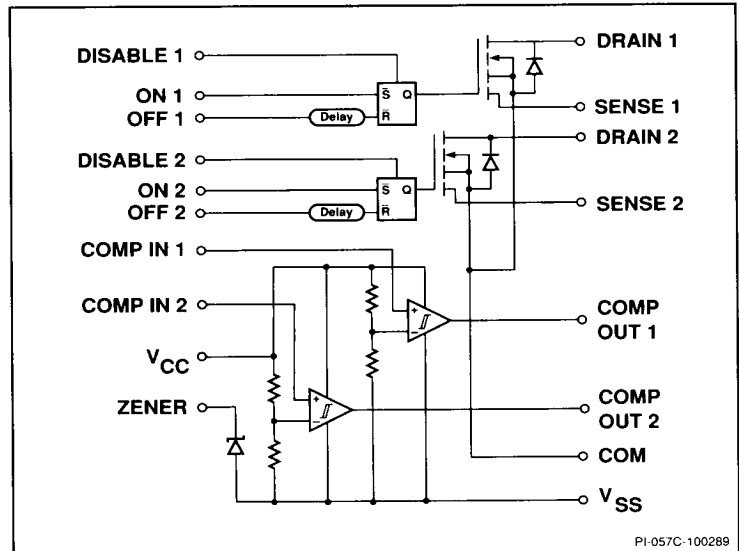 DISABLE 1
DRAIN 1
ON 1
S Q
OFF 1
Delay
R
SENSE 1
DRAIN 2
DISABLE 2
ON 2
S Q
OFF 2
Delay
R
SENSE 2
COMP IN 1
COMP IN 2
+
−
COMP
OUT 1
VCC
+
−
ZENER
COMP
OUT 2
COM
VSS
PI-057C-100289